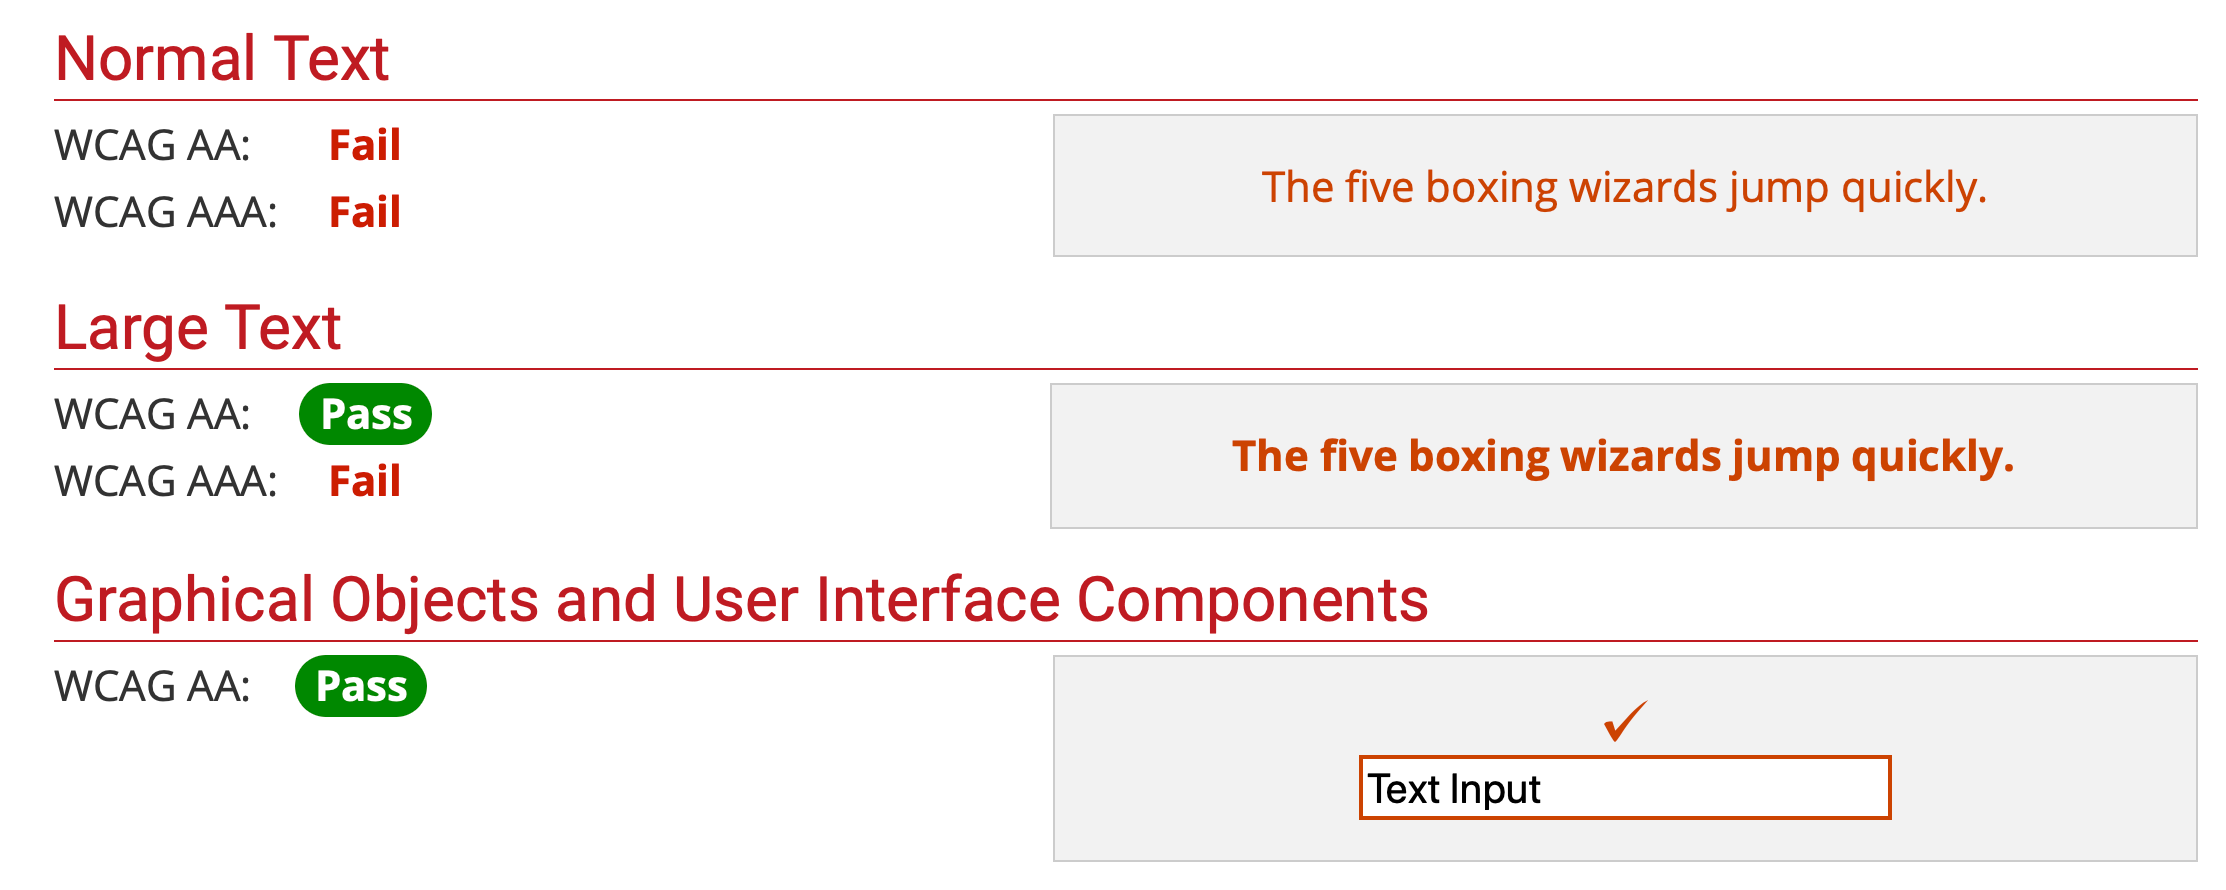 Normal Text
WCAG AA: Fail
WCAG AAA: Fail
The five boxing wizards jump quickly.
Large Text
WCAG AA: Pass
WCAG AAA: Fail
The five boxing wizards jump quickly.
Graphical Objects and User Interface Components
WCAG AA: Pass
✓
Text Input